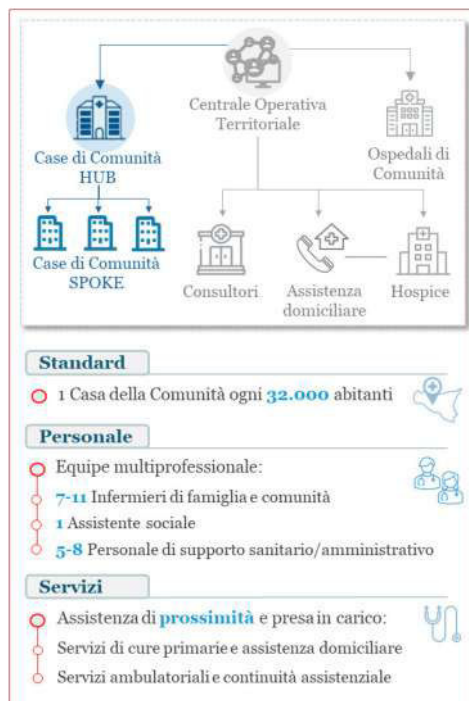 Centrale Operativa
Territoriale
Case di Comunità
HUB
Ospedali di
Comunità
Case di Comunità
SPOKE
Consultori
Assistenza
domiciliare
Hospice
Standard
1 Casa della Comunità ogni 32.000 abitanti
Personale
Equipe multiprofessionale:
7-11 Infermieri di famiglia e comunità
1 Assistente sociale
5-8 Personale di supporto sanitario/amministrativo
Servizi
Assistenza di prossimità e presa in carico:
Servizi di cure primarie e assistenza domiciliare
Servizi ambulatoriali e continuità assistenziale